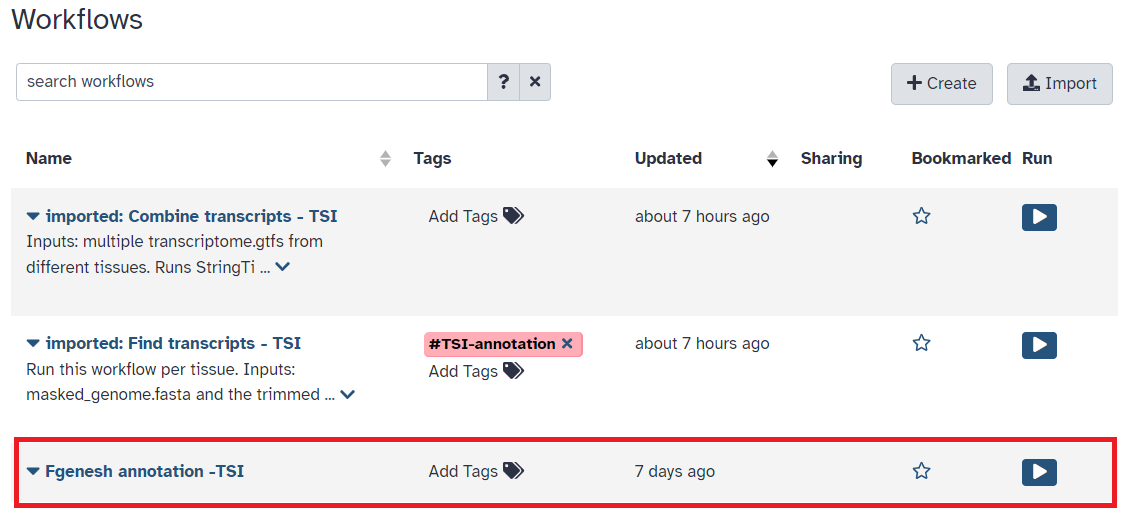 Workflows
search workflows
?
Create
Import
Name Tags Updated Sharing Bookmarked Run
imported: Combine transcripts - TSI Add Tags about 7 hours ago
Inputs: multiple transcriptome.gtfs from
different tissues. Runs StringTi ...
imported: Find transcripts - TSI #TSI-annotation about 7 hours ago
Run this workflow per tissue. Inputs: Add Tags
masked_genome.fasta and the trimmed ...
Fgenesh annotation -TSI Add Tags 7 days ago